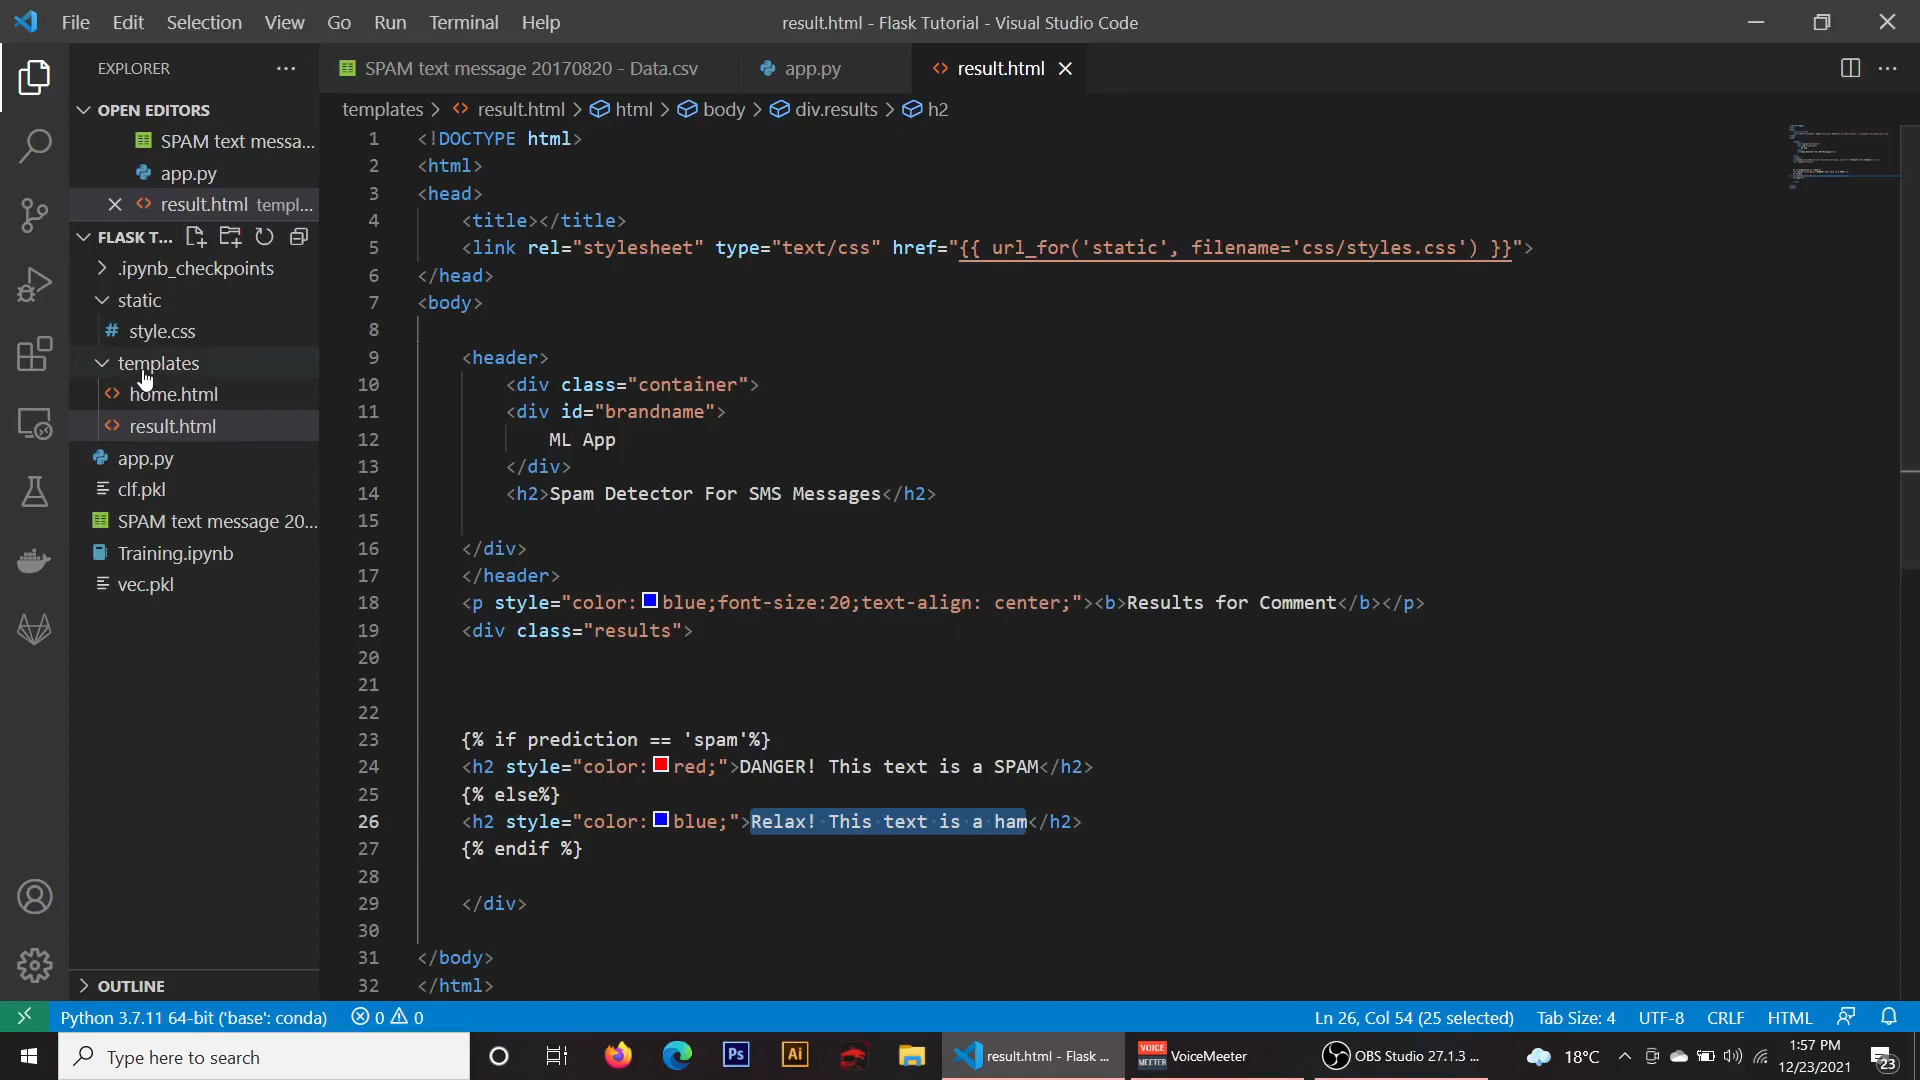 File Edit Selection View Go Run Terminal Help
result.html - Flask Tutorial - Visual Studio Code
EXPLORER
OPEN EDITORS
SPAM text messa...
app.py
result.html templ...
FLASK T...
.ipynb_checkpoints
static
# style.css
templates
home.html
result.html
app.py
clf.pkl
SPAM text message 20...
Training.ipynb
vec.pkl
OUTLINE
SPAM text message 20170820 - Data.csv
app.py
result.html
templates > result.html > html > body > div.results > h2
1 <!DOCTYPE html>
2 <html>
3 <head>
4 <title></title>
5 <link rel="stylesheet" type="text/css" href="{{ url_for('static', filename='css/styles.css') }}">
6 </head>
7 <body>
8
9 <header>
10 <div class="container">
11 <div id="brandname">
12 ML App
13 </div>
14 <h2>Spam Detector For SMS Messages</h2>
15
16 </div>
17 </header>
18 <p style="color:blue;font-size:20;text-align: center;"><b>Results for Comment</b></p>
19 <div class="results">
20
21
22
23 {% if prediction == 'spam'%}
24 <h2 style="color:red;">DANGER! This text is a SPAM</h2>
25 {% else%}
26 <h2 style="color:blue;">Relax! This text is a ham</h2>
27 {% endif %}
28
29 </div>
30
31 </body>
32 </html>
Python 3.7.11 64-bit ('base': conda) 0 0
Ln 26, Col 54 (25 selected) Tab Size: 4 UTF-8 CRLF HTML
Type here to search
Ps
Ai
result.html - Flask ...
VOICE MEETER
VoiceMeeter
OBS Studio 27.1.3 ...
18°C
1:57 PM
12/23/2021
23